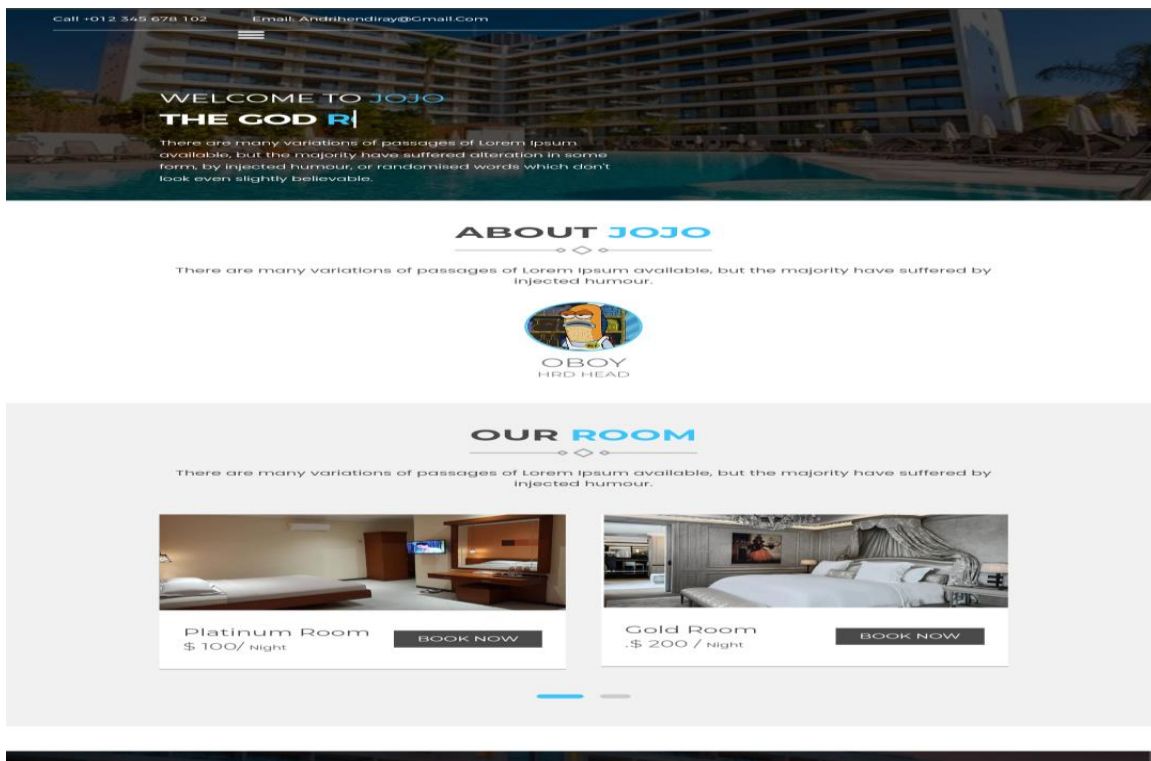 Call +012 345 678 102 Email: Andrihendiray@Gmail.Com
WELCOME TO JOJO
THE GOD R
There are many variations of passages of Lorem Ipsum
available, but the majority have suffered alteration in some
form, by injected humour, or randomised words which don't
look even slightly believable.
ABOUT JOJO
There are many variations of passages of Lorem Ipsum available, but the majority have suffered by
injected humour.
OBOY
HRD HEAD
OUR ROOM
There are many variations of passages of Lorem Ipsum available, but the majority have suffered by
injected humour.
Platinum Room
$ 100/ Night
BOOK NOW
Gold Room
.$ 200 / Night
BOOK NOW